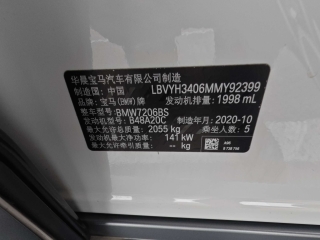 华晨宝马汽车有限公司制造
制造国：中国 LBVYH3406MMY92399
品牌：宝马(BMW)牌 发动机排量：1998 mL
整车型号：BMW7206BS
发动机型号：B48A20C 制造年月：2020-10
最大允许总质量：2055 kg 乘坐人数：5
发动机最大净功率：141 kW
最大允许牵引质量：-- kg